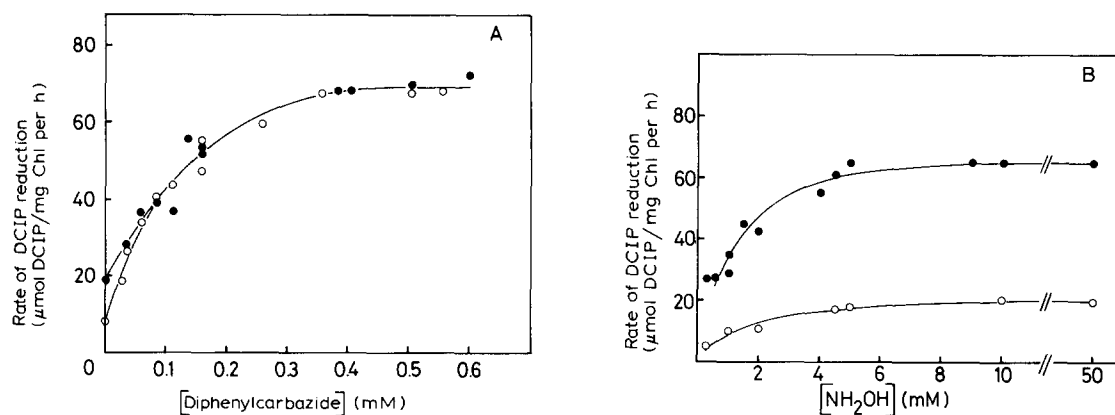 A
Rate of DCIP reduction
(μmol DCIP/mg Chl per h)
80
60
40
20
0
0.1
0.2
0.3
0.4
0.5
0.6
[Diphenylcarbazide] (mM)
B
Rate of DCIP reduction
(μmol DCIP/mg Chl per h)
80
60
40
20
2
4
6
8
10
50
[NH₂OH] (mM)